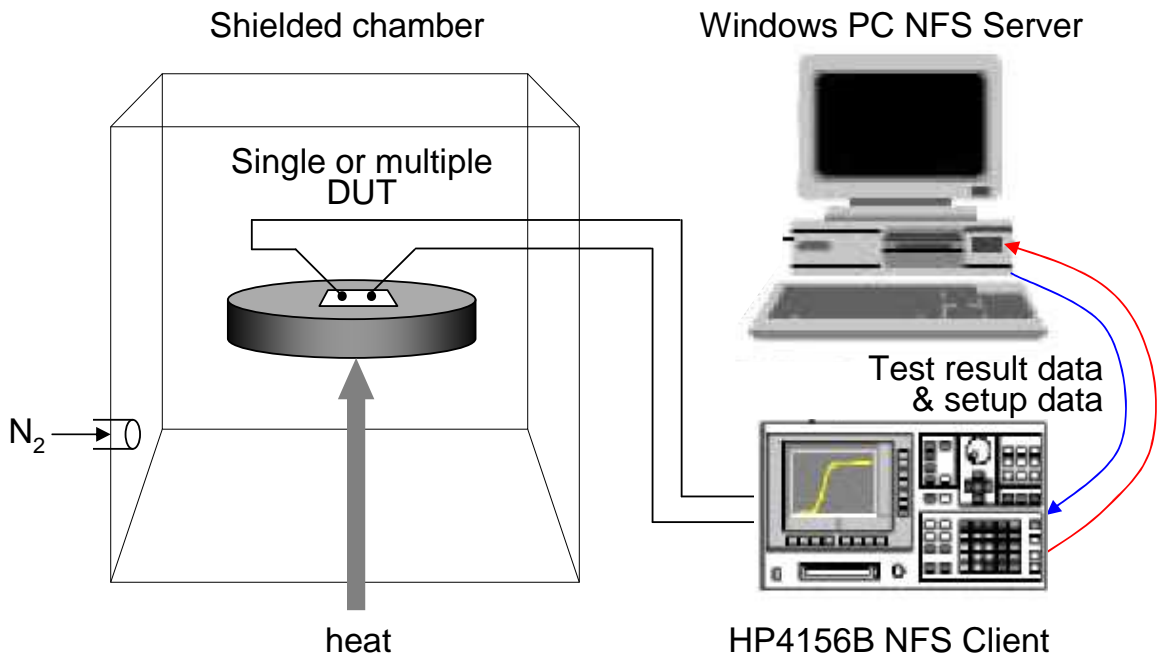 Shielded chamber
Windows PC NFS Server
Single or multiple
DUT
Test result data
& setup data
N₂
heat
HP4156B NFS Client